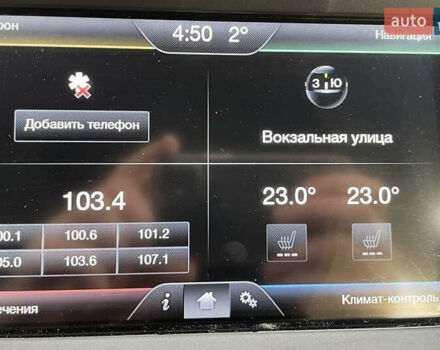 фон
4:50 2°
Навигация
auto
З Ю
Добавить телефон
Вокзальная улица
103.4
23.0° 23.0°
00.1 100.6 101.2
05.0 103.6 107.1
ечения
i
Климат-контроль